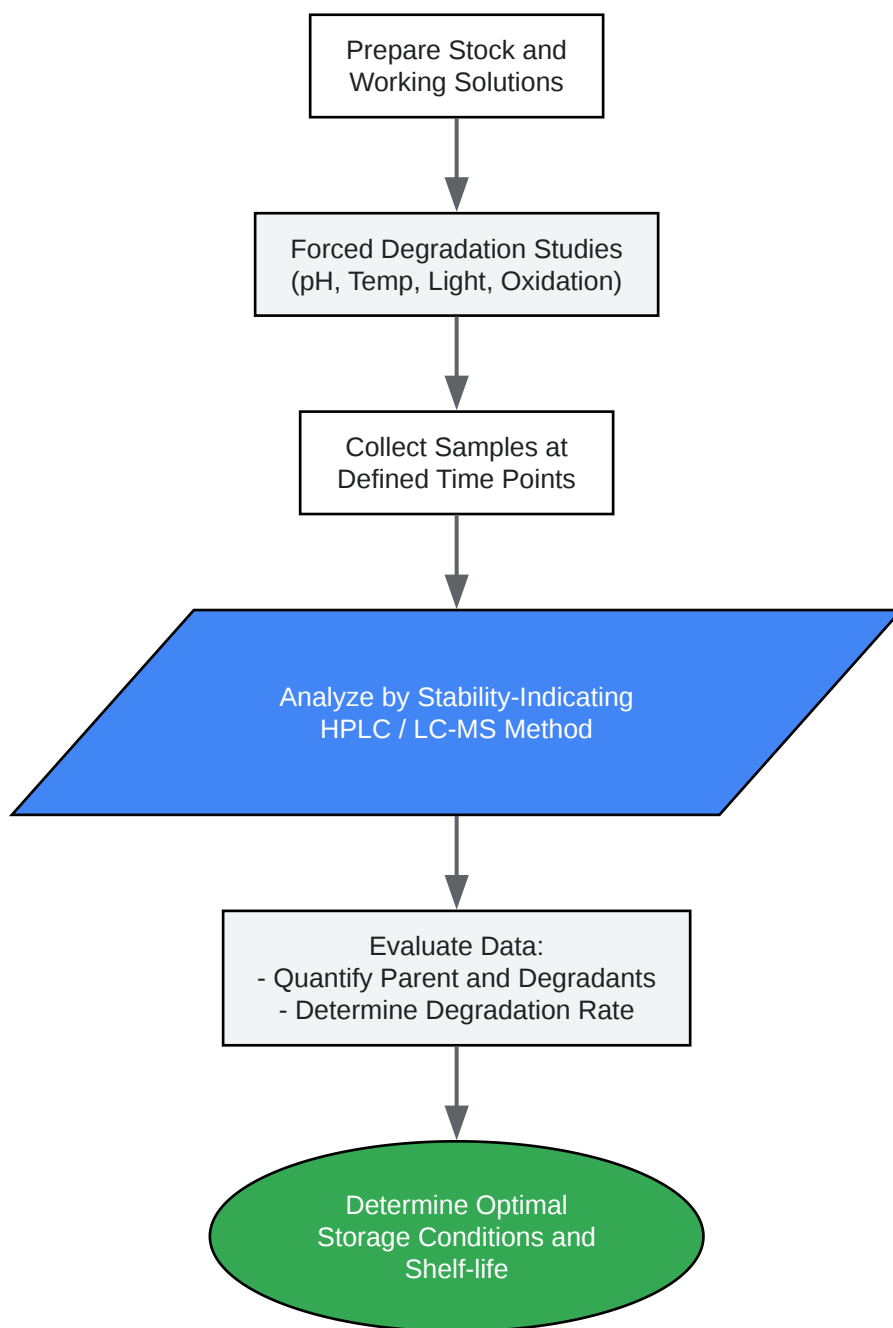 Prepare Stock and
Working Solutions
Forced Degradation Studies
(pH, Temp, Light, Oxidation)
Collect Samples at
Defined Time Points
Analyze by Stability-Indicating
HPLC / LC-MS Method
Evaluate Data:
- Quantify Parent and Degradants
- Determine Degradation Rate
Determine Optimal
Storage Conditions and
Shelf-life